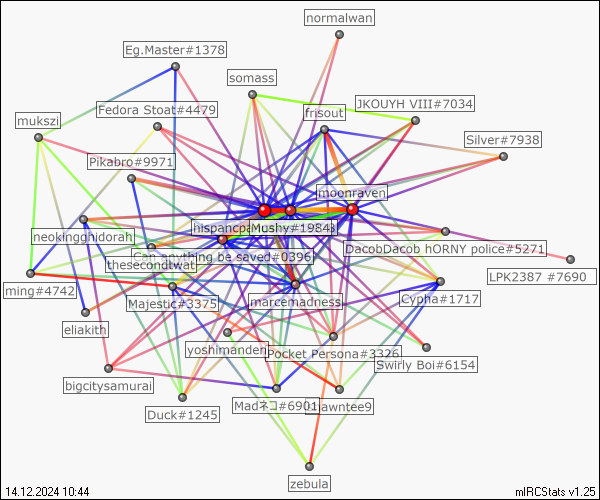 normalwan
Eg.Master#1378
somass
Fedora Stoat#4479
JKOUYH VIII#7034
frisout
mukszi
Silver#7938
Pikabro#9971
moonraven
Mushy#1984
neokingghidorah
DacobDacob hORNY police#5271
Can anything be saved#0396
thesecondtwat
LPK2387 #7690
ming#4742
Majestic#3375
marcemadness
Cypha#1717
eliakith
yoshimanden
Pocket Persona#3326
Swirly Boi#6154
bigcitysamurai
Madネコ#6901
Duck#1245
zebula
14.12.2024 10:44
mIRCStats v1.25